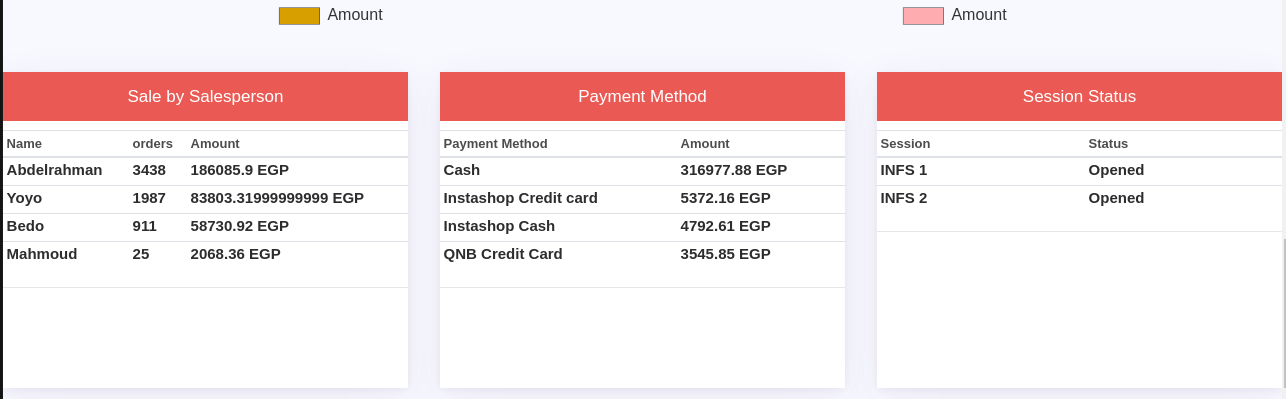 Amount
Amount
Sale by Salesperson
Name orders Amount
Abdelrahman 3438 186085.9 EGP
Yoyo 1987 83803.31999999999 EGP
Bedo 911 58730.92 EGP
Mahmoud 25 2068.36 EGP
Payment Method
Payment Method Amount
Cash 316977.88 EGP
Instashop Credit card 5372.16 EGP
Instashop Cash 4792.61 EGP
QNB Credit Card 3545.85 EGP
Session Status
Session Status
INFS 1 Opened
INFS 2 Opened